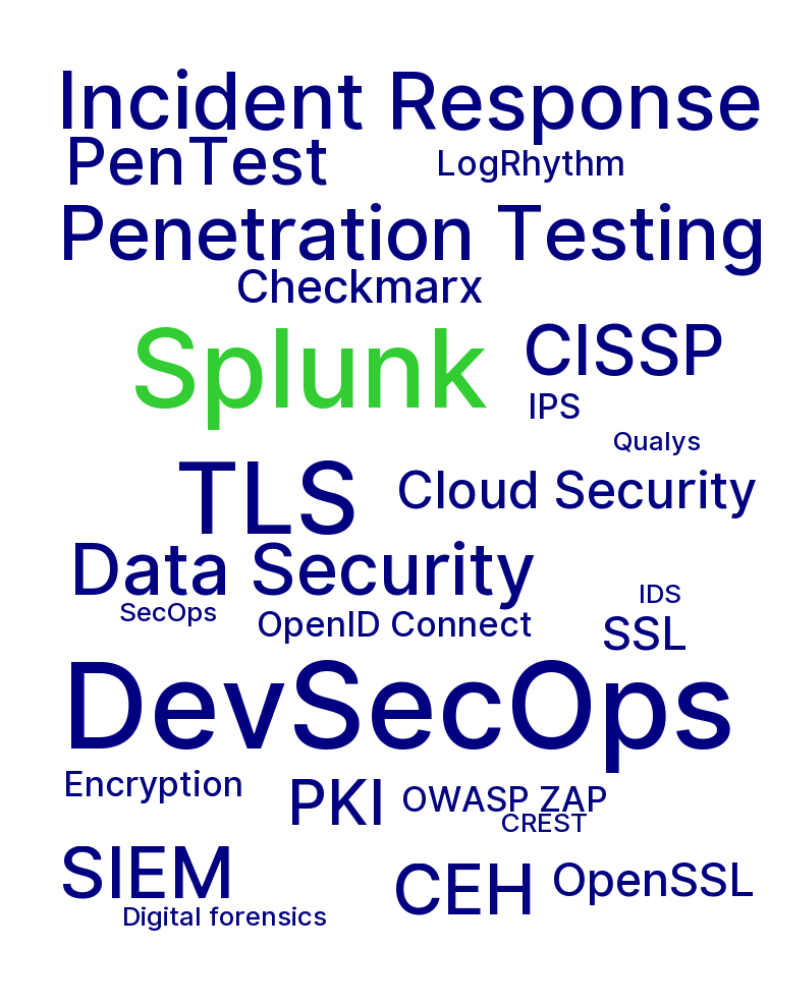 Incident Response
PenTest
LogRhythm
Penetration Testing
Checkmarx
Splunk
CISSP
IPS
Qualys
TLS
Cloud Security
Data Security
IDS
SecOps
OpenID Connect
SSL
DevSecOps
Encryption
PKI
OWASP ZAP
CREST
SIEM
CEH
OpenSSL
Digital forensics